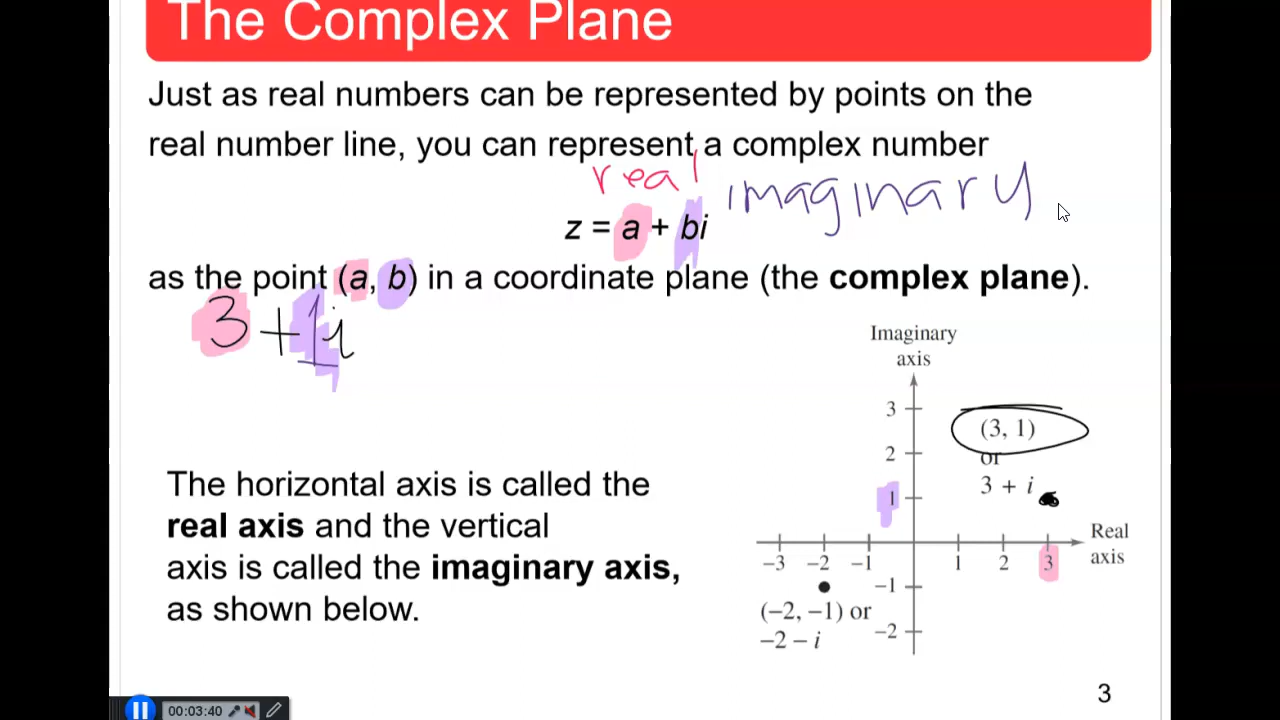 The Complex Plane
Just as real numbers can be represented by points on the
real number line, you can represent a complex number
real imaginary
z = a + bi
as the point (a, b) in a coordinate plane (the complex plane).
3 + 1i
Imaginary
axis
3
(3, 1)
2
or
3 + i
1
The horizontal axis is called the
real axis and the vertical
axis is called the imaginary axis,
as shown below.
Real
axis
−3 −2 −1 1 2 3
−1
(−2, −1) or
−2
−2 − i
3
00:03:40